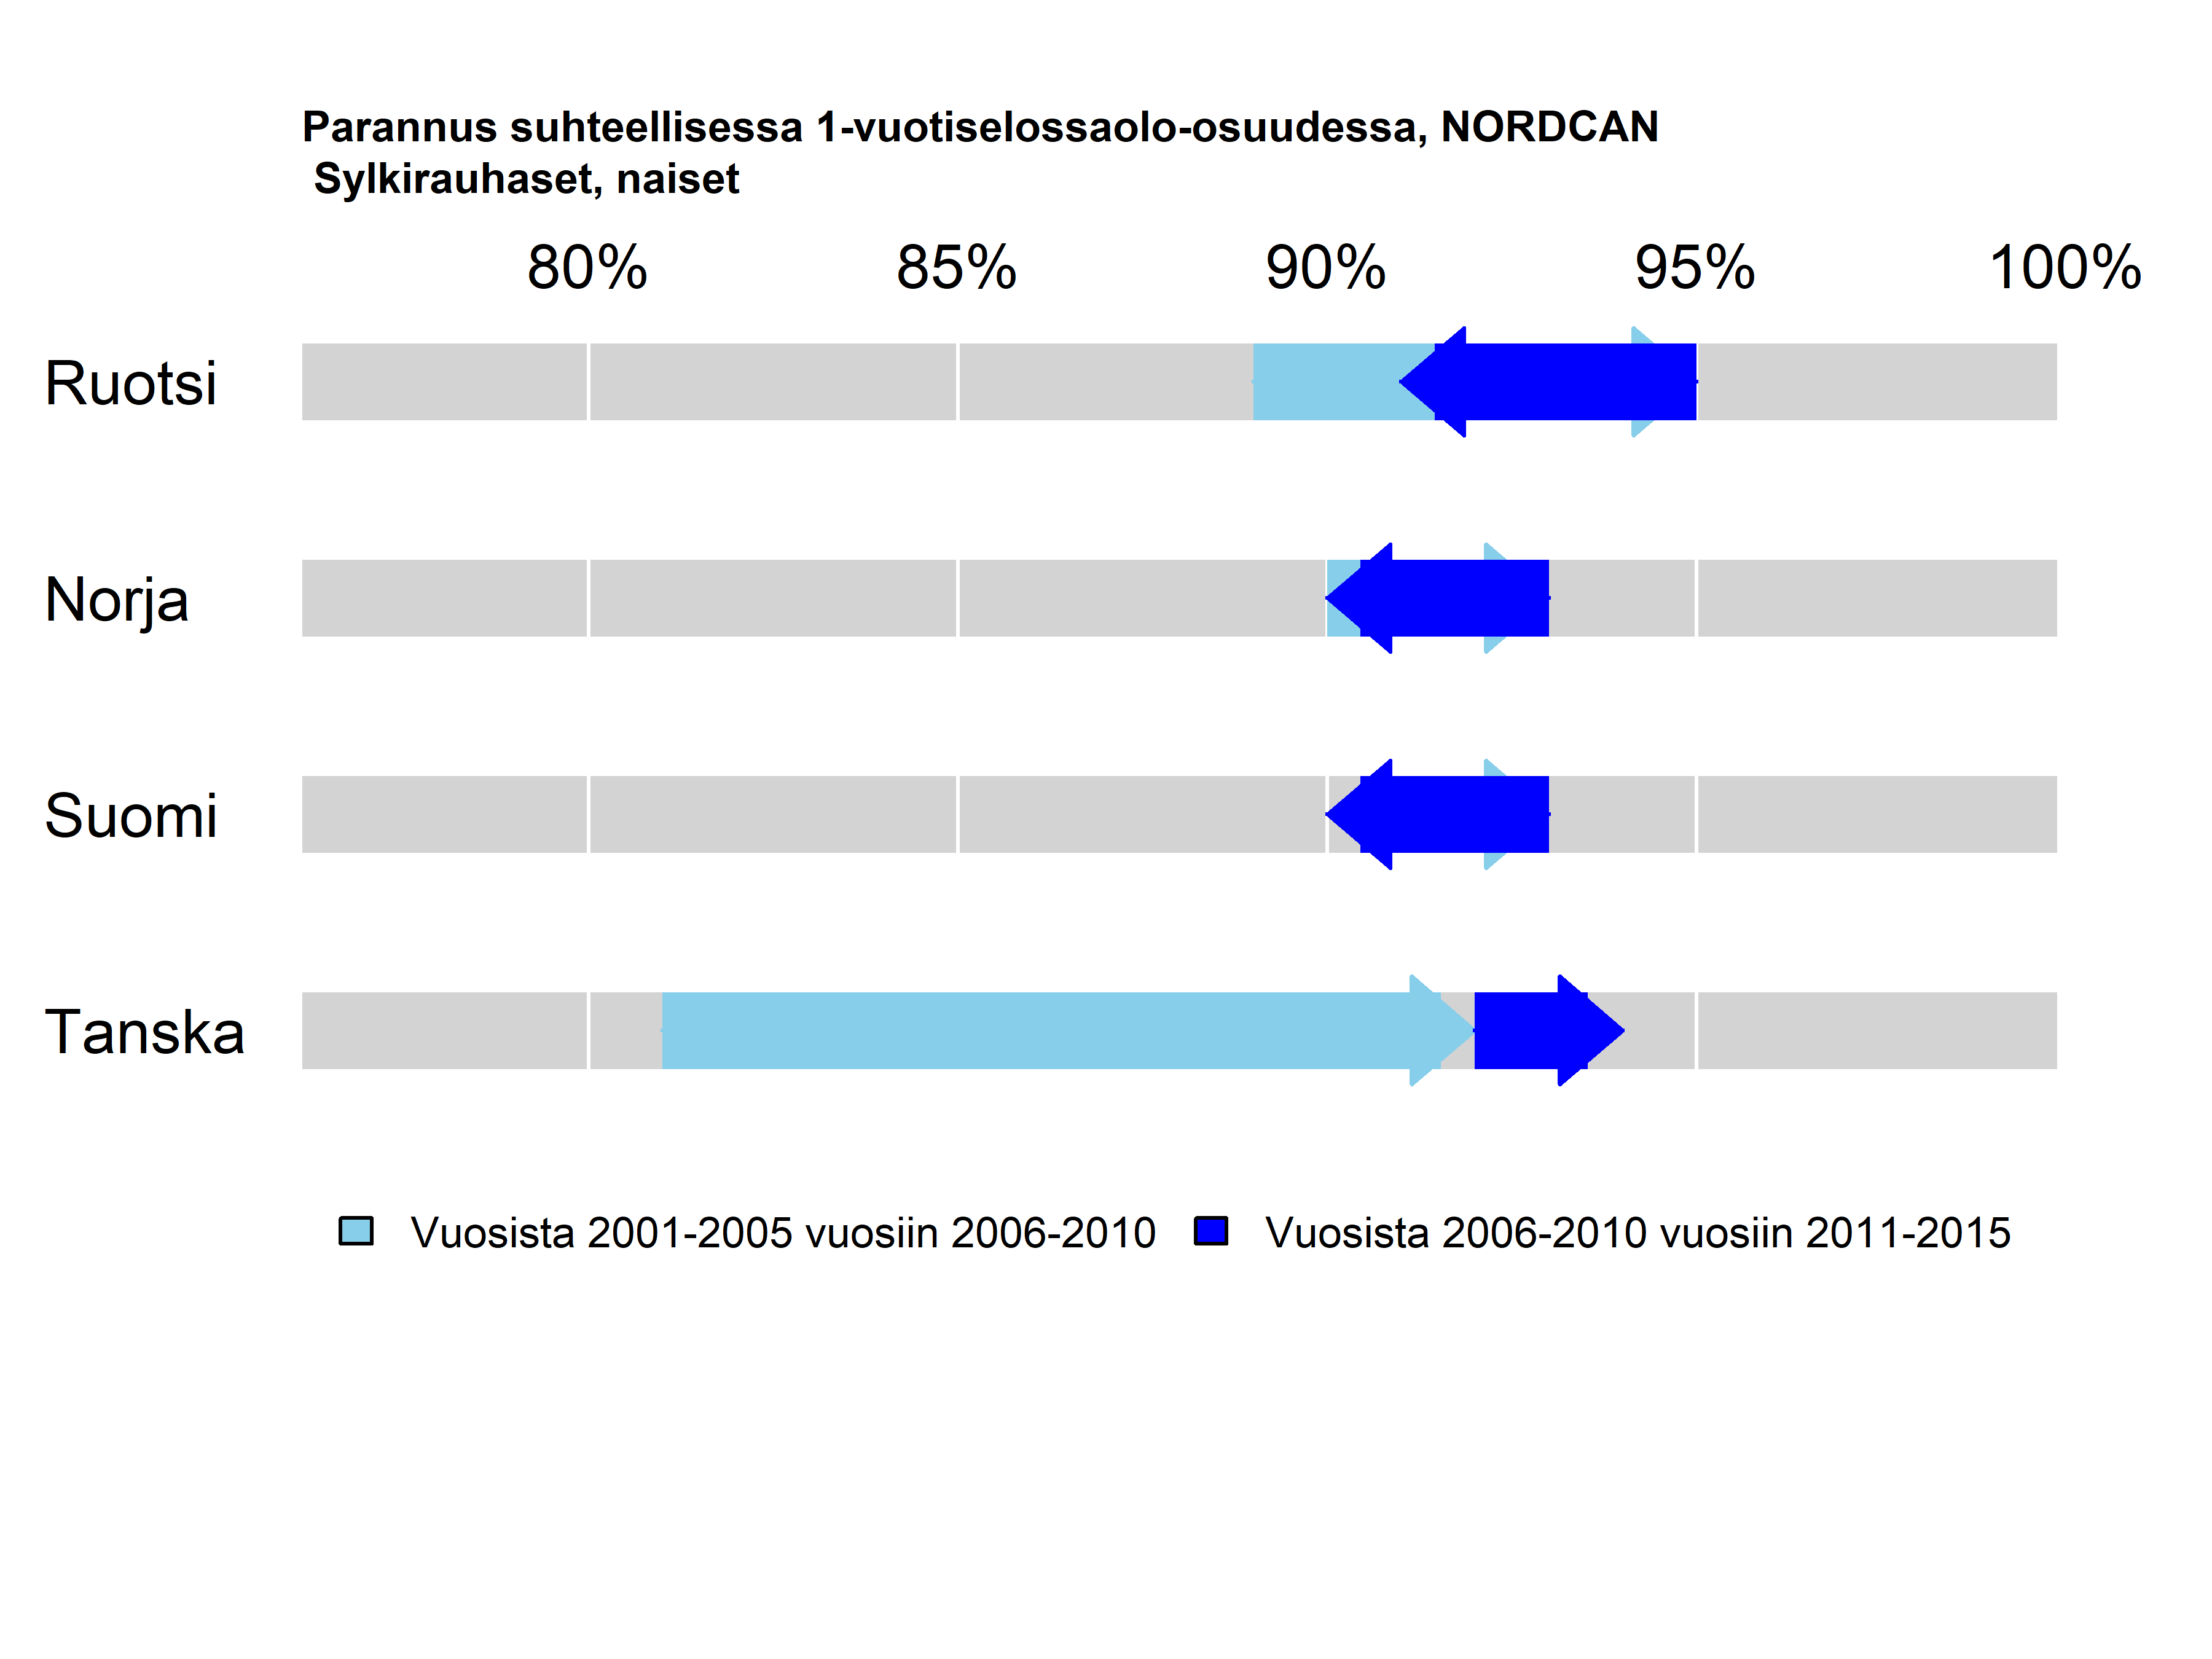 Parannus suhteellisessa 1-vuotiselossaolo-osuudessa, NORDCAN
Sylkirauhaset, naiset
80% 85% 90% 95% 100%
Ruotsi
Norja
Suomi
Tanska
Vuosista 2001-2005 vuosiin 2006-2010 Vuosista 2006-2010 vuosiin 2011-2015